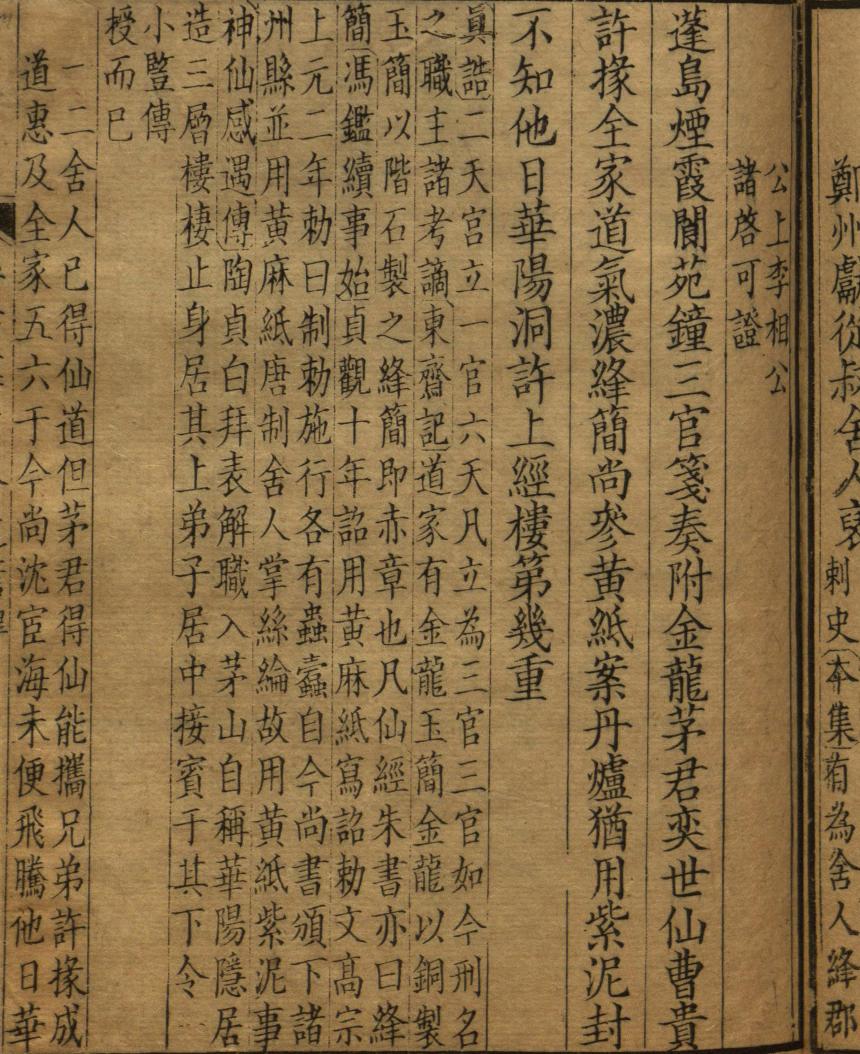 鄭州獻從叔舍人裦刺史本集有為舍人絳郡
公上李相公
諸啓可證
蓬島煙霞閬苑鐘三官箋奏附金龍茅君奕世仙曹貴
許掾全家道氣濃絳簡尚參黃紙案丹爐猶用紫泥封
不知他日華陽洞許上經樓第幾重
眞誥二天官立一官六天凡立為三官三官如今刑名
之職主諸考謫東齋記道家有金龍玉簡金龍以銅製
玉簡以階石製之絳簡即赤章也凡仙經朱書亦曰絳
簡馮鑑續事始貞觀十年詔用黃麻紙寫詔勅文高宗
上元二年勅曰制勅施行各有蟲蠹自今尚書頒下諸
州縣並用黃麻紙唐制舍人掌絲綸故用黃紙紫泥事
神仙感遇傳陶貞白拜表解職入茅山自稱華陽隱居
造三層樓棲止身居其上弟子居中接賓于其下令
小豎傳
授而已
一二舍人已得仙道但茅君得仙能攜兄弟許掾成
道惠及全家五六于今尚沈宦海未便飛騰他日華